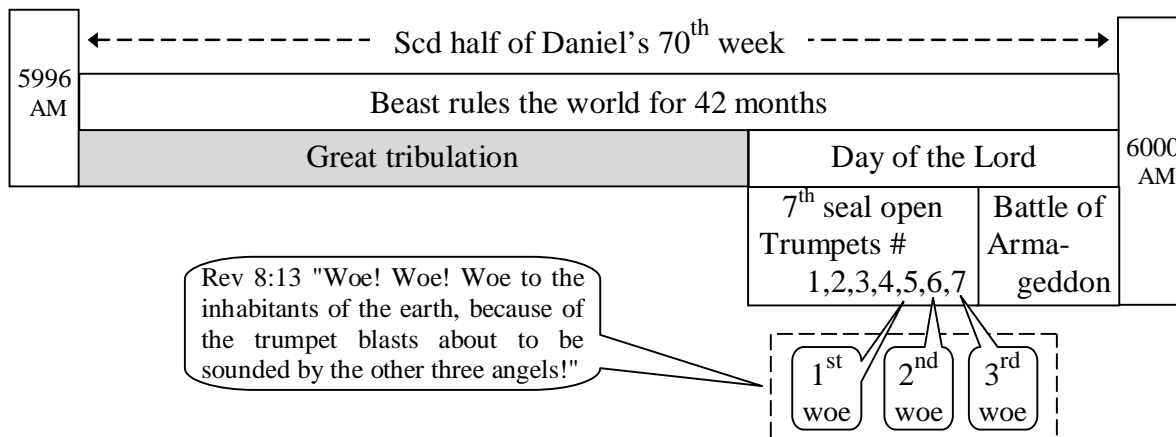 Scd half of Daniel's 70th week
5996
AM
Beast rules the world for 42 months
Great tribulation
Day of the Lord
6000
AM
7th seal open
Trumpets #
1,2,3,4,5,6,7
Battle of
Arma-
geddon
Rev 8:13 "Woe! Woe! Woe to the
inhabitants of the earth, because of
the trumpet blasts about to be
sounded by the other three angels!"
1st
woe
2nd
woe
3rd
woe